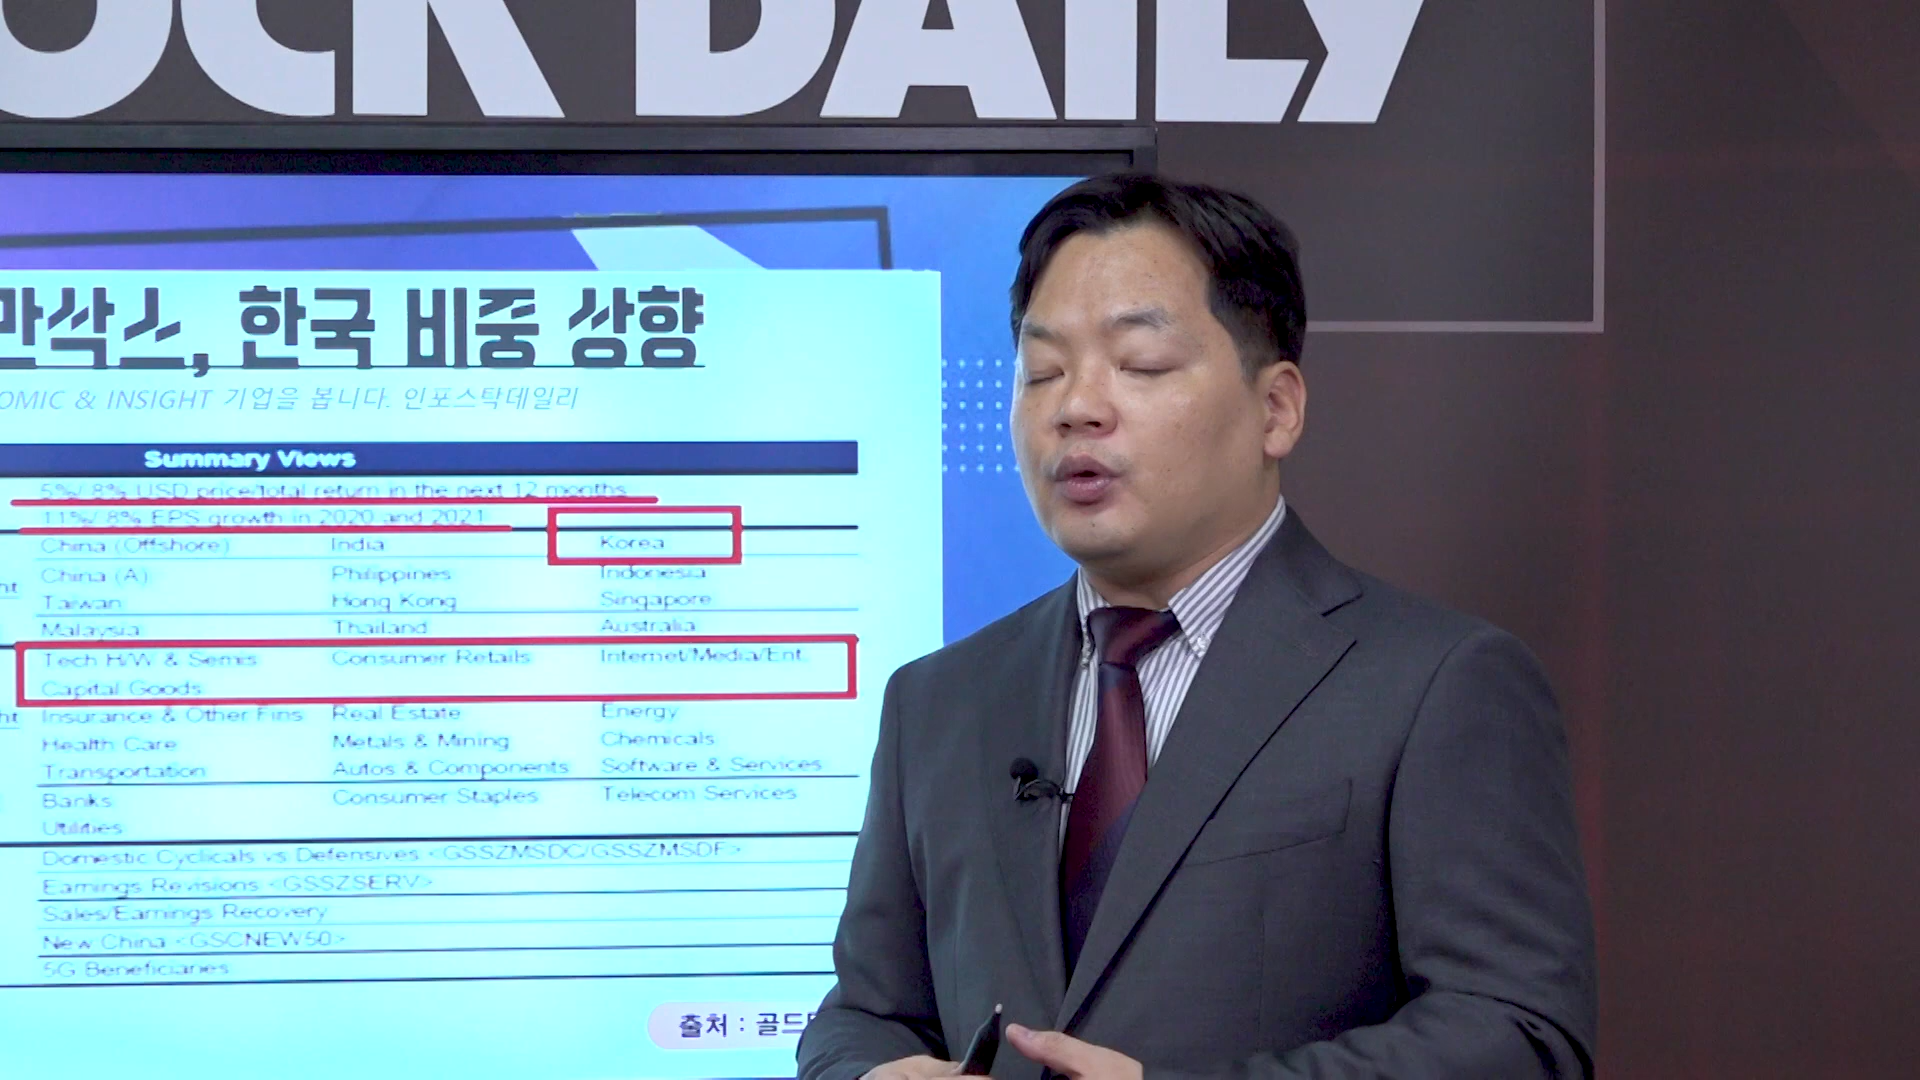 OCK DAILY
만삭스, 한국 비중 상향
OMIC & INSIGHT 기업을 봅니다. 인포스탁데일리
Summary Views
5%/ 8% USD price/total return in the next 12 months
11%/ 8% EPS growth in 2020 and 2021
China (Offshore) India Korea
ht China (A) Philippines Indonesia
Taiwan Hong Kong Singapore
Malaysia Thailand Australia
Tech H/W & Semis Consumer Retails Internet/Media/Ent.
Capital Goods
ht Insurance & Other Fins Real Estate Energy
Health Care Metals & Mining Chemicals
Transportation Autos & Components Software & Services
Banks Consumer Staples Telecom Services
Utilities
Domestic Cyclicals vs Defensives <GSSZMSDC/GSSZMSDF>
Earnings Revisions <GSSZSERV>
Sales/Earnings Recovery
New China <GSCNEW50>
5G Beneficiaries
출처 : 골드